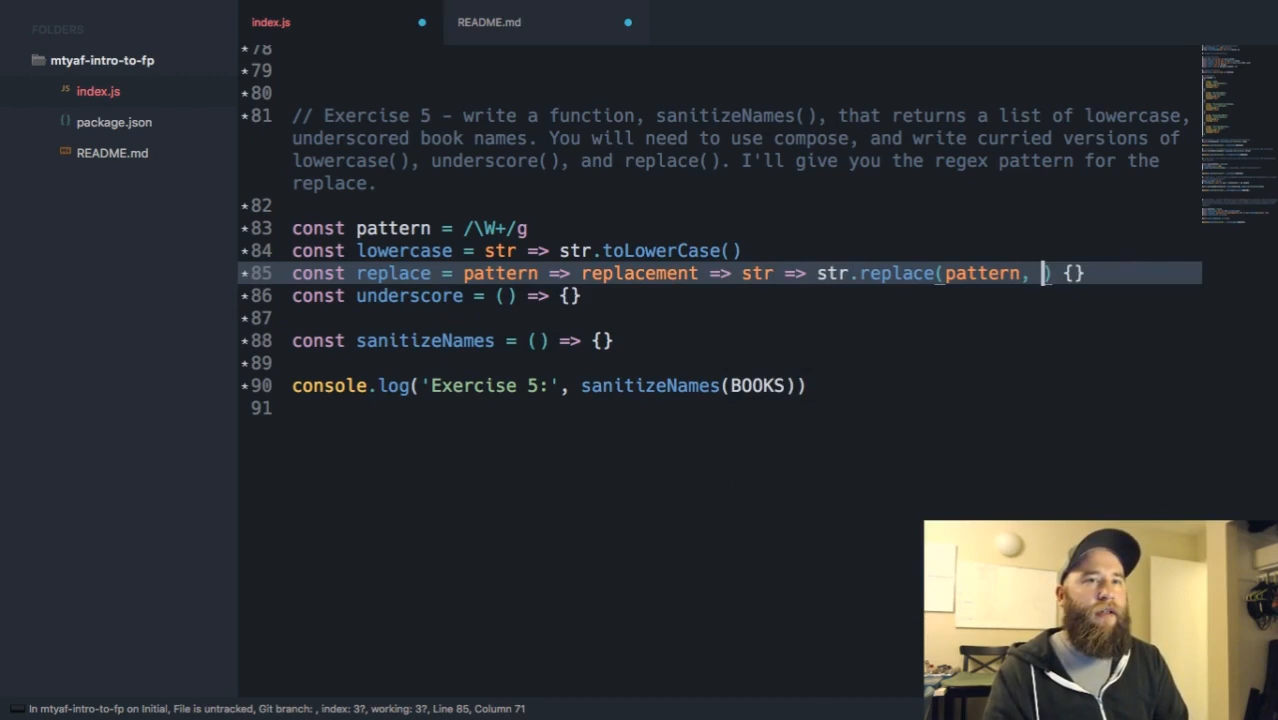 FOLDERS
mtyaf-intro-to-fp
JS index.js
{} package.json
README.md
index.js
README.md
*78
*79
*80
*81 // Exercise 5 - write a function, sanitizeNames(), that returns a list of lowercase,
underscored book names. You will need to use compose, and write curried versions of
lowercase(), underscore(), and replace(). I'll give you the regex pattern for the
replace.
*82
*83 const pattern = /\W+/g
*84 const lowercase = str => str.toLowerCase()
*85 const replace = pattern => replacement => str => str.replace(pattern, ) {}
*86 const underscore = () => {}
*87
*88 const sanitizeNames = () => {}
*89
*90 console.log('Exercise 5:', sanitizeNames(BOOKS))
91
In mtyaf-intro-to-fp on Initial, File is untracked, Git branch: , index: 3?, working: 3?, Line 85, Column 71